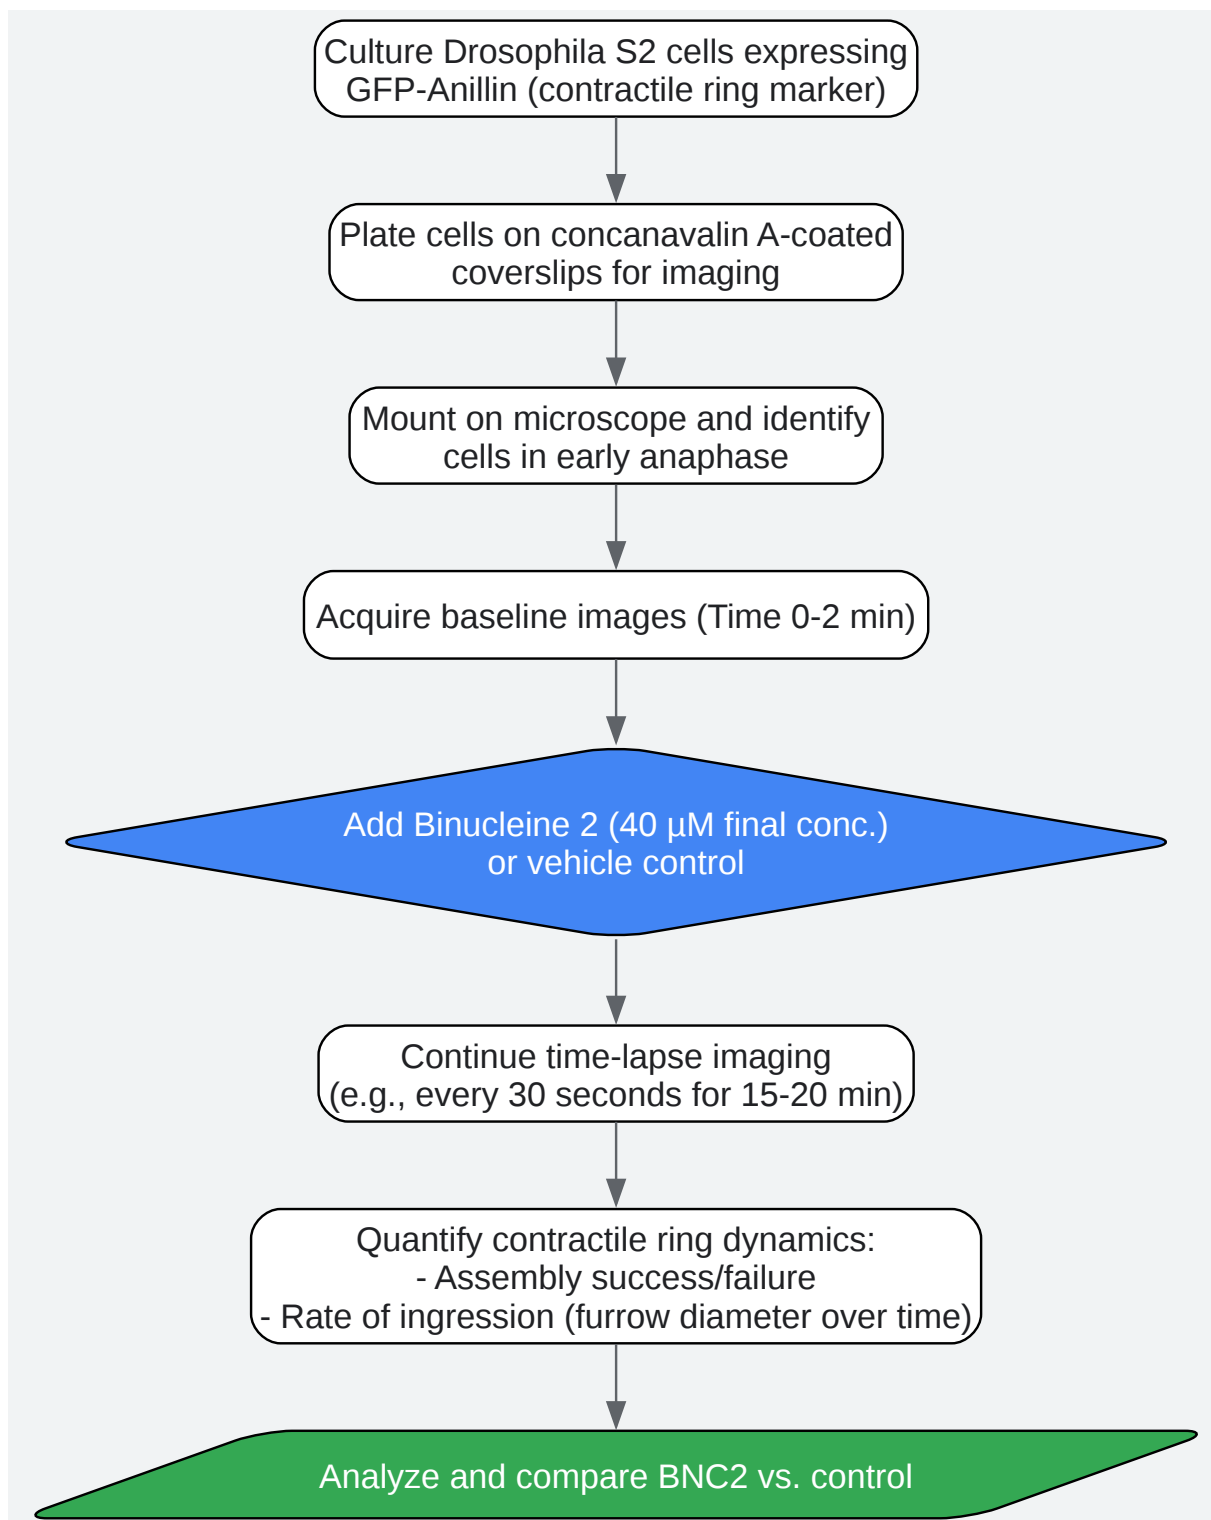 Culture Drosophila S2 cells expressing
GFP-Anillin (contractile ring marker)
Plate cells on concanavalin A-coated
coverslips for imaging
Mount on microscope and identify
cells in early anaphase
Acquire baseline images (Time 0-2 min)
Add Binucleine 2 (40 µM final conc.)
or vehicle control
Continue time-lapse imaging
(e.g., every 30 seconds for 15-20 min)
Quantify contractile ring dynamics:
- Assembly success/failure
- Rate of ingression (furrow diameter over time)
Analyze and compare BNC2 vs. control